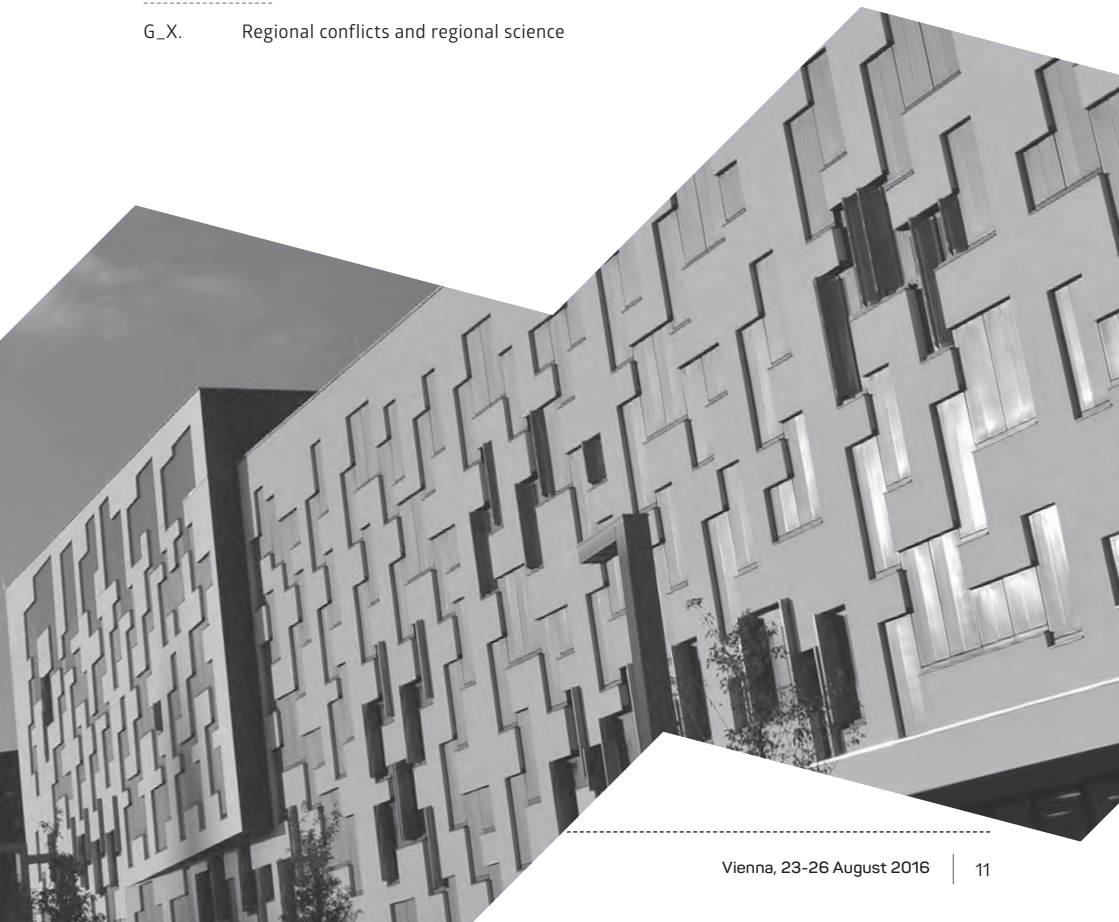 G_X. Regional conflicts and regional science
Vienna, 23-26 August 2016 | 11